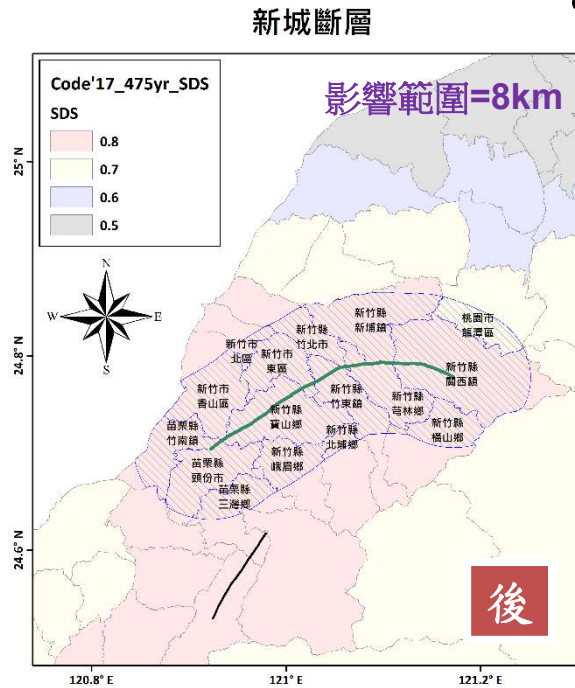 新城斷層
Code'17_475yr_SDS
SDS
0.8
0.7
0.6
0.5
影響範圍=8km
N
W
E
S
25° N
24.8° N
24.6° N
120.8° E
121° E
121.2° E
桃園市
龍潭區
新竹縣
新埔鎮
新竹縣
竹北市
新竹市
北區
新竹市
東區
新竹縣
關西鎮
新竹市
香山區
新竹縣
竹東鎮
新竹縣
芎林鄉
新竹縣
寶山鄉
苗栗縣
竹南鎮
新竹縣
北埔鄉
新竹縣
橫山鄉
新竹縣
峨眉鄉
苗栗縣
頭份市
苗栗縣
三灣鄉
後